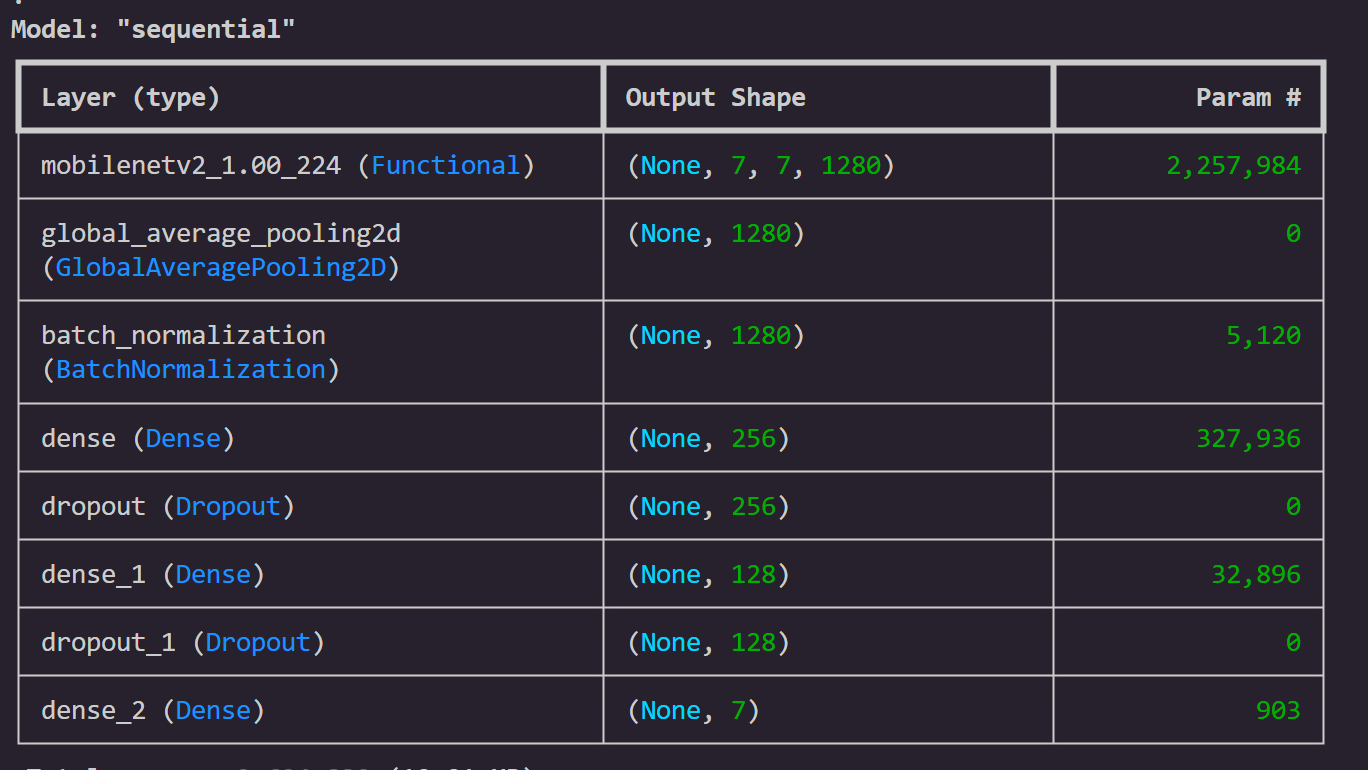 Model: "sequential"
Layer (type) Output Shape Param #
mobilenetv2_1.00_224 (Functional) (None, 7, 7, 1280) 2,257,984
global_average_pooling2d (None, 1280) 0
(GlobalAveragePooling2D)
batch_normalization (None, 1280) 5,120
(BatchNormalization)
dense (Dense) (None, 256) 327,936
dropout (Dropout) (None, 256) 0
dense_1 (Dense) (None, 128) 32,896
dropout_1 (Dropout) (None, 128) 0
dense_2 (Dense) (None, 7) 903